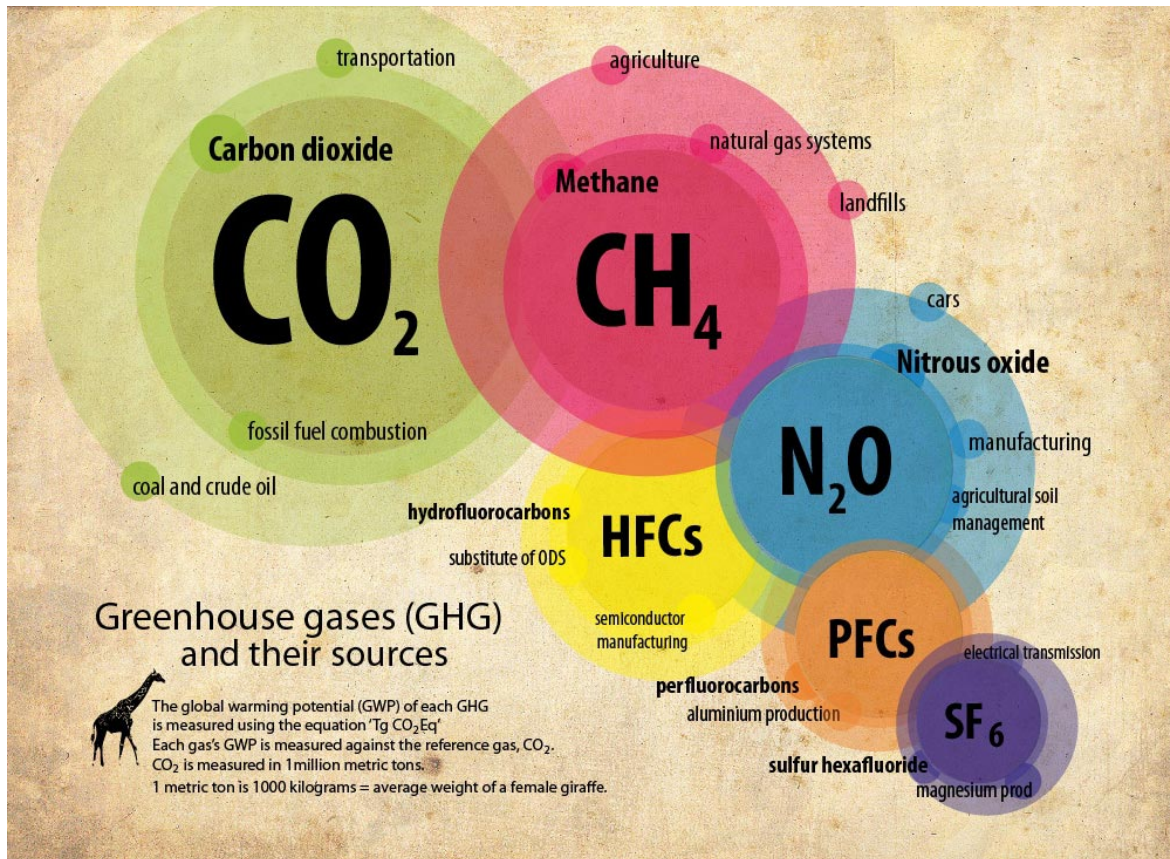 transportation
Carbon dioxide
CO₂
fossil fuel combustion
coal and crude oil
agriculture
natural gas systems
Methane
landfills
CH₄
cars
Nitrous oxide
N₂O
manufacturing
agricultural soil
management
hydrofluorocarbons
HFCs
substitute of ODS
semiconductor
manufacturing
PFCs
perfluorocarbons
aluminium production
electrical transmission
SF₆
sulfur hexafluoride
magnesium prod
Greenhouse gases (GHG)
and their sources
The global warming potential (GWP) of each GHG
is measured using the equation 'Tg CO₂Eq'
Each gas's GWP is measured against the reference gas, CO₂.
CO₂ is measured in 1million metric tons.
1 metric ton is 1000 kilograms = average weight of a female giraffe.